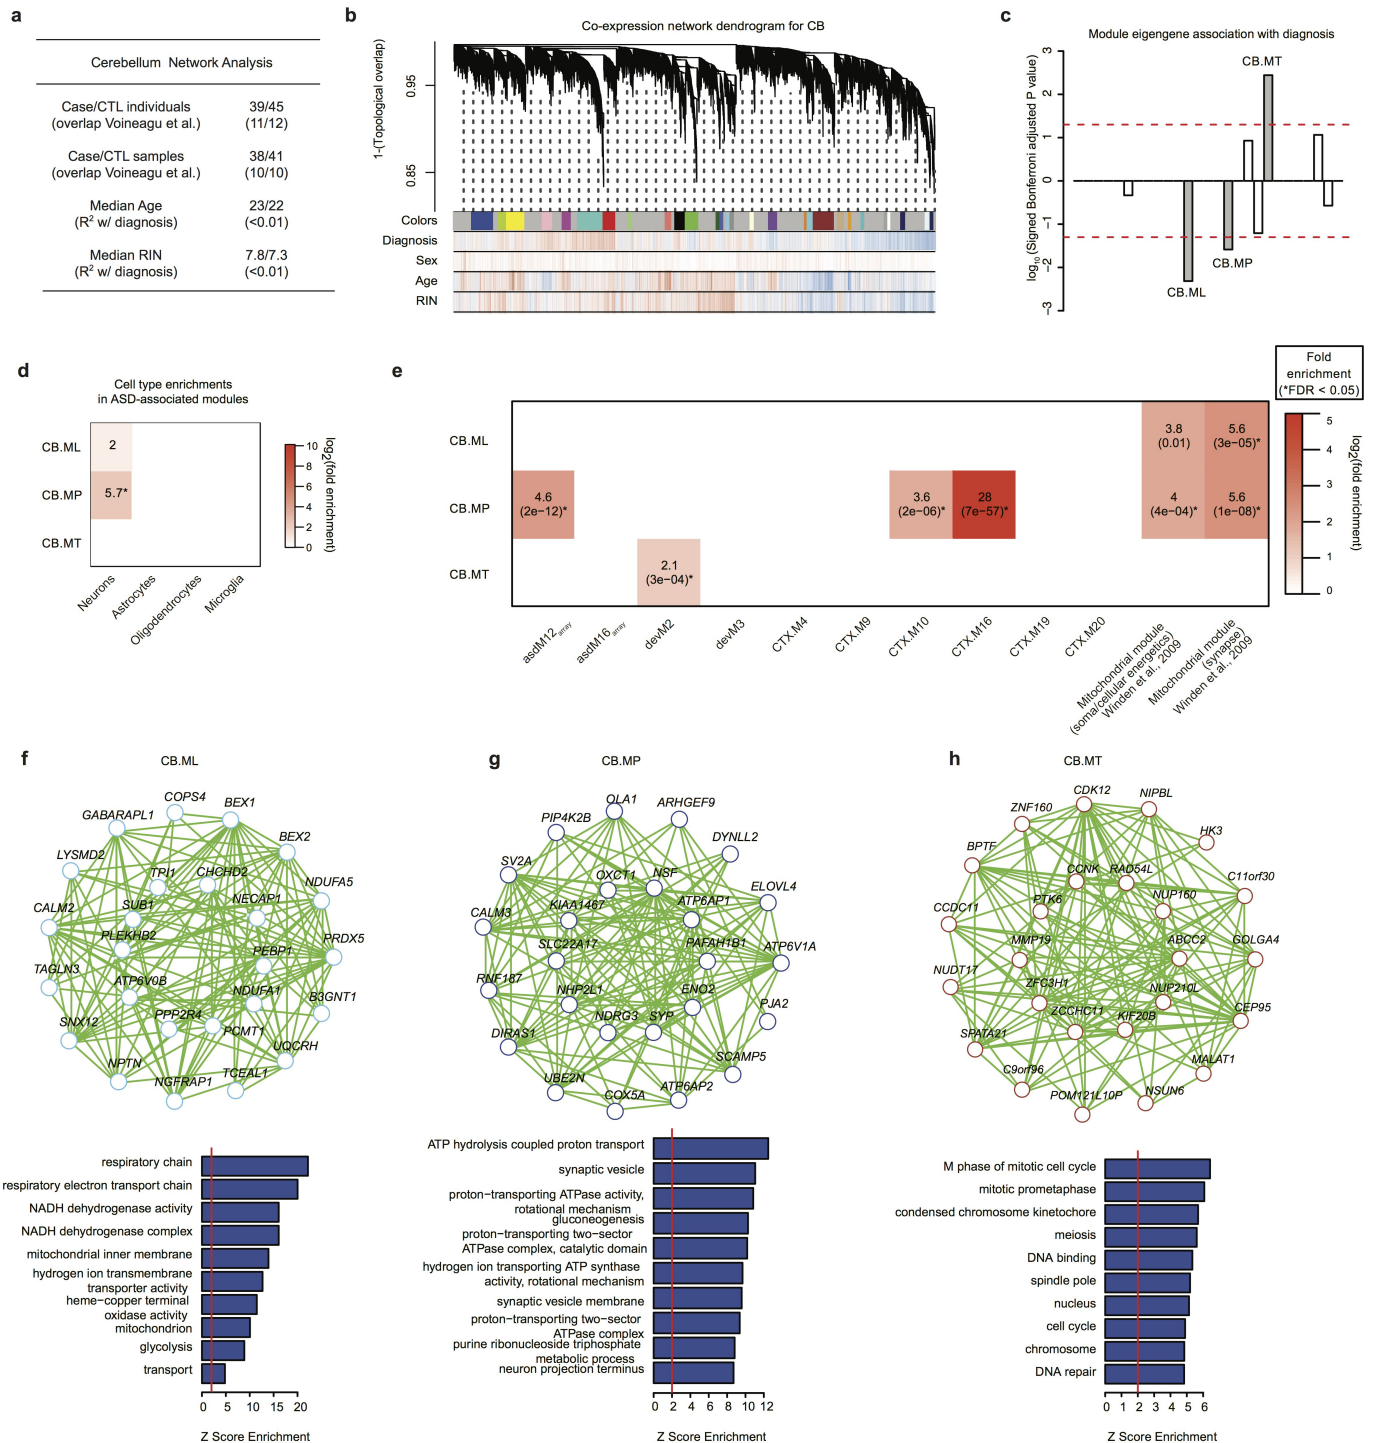 a
Cerebellum Network Analysis
Case/CTL individuals 39/45
(overlap Voineagu et al.) (11/12)
Case/CTL samples 38/41
(overlap Voineagu et al.) (10/10)
Median Age 23/22
(R2 w/ diagnosis) (<0.01)
Median RIN 7.8/7.3
(R2 w/ diagnosis) (<0.01)
b
Co-expression network dendrogram for CB
1-(Topological overlap)
0.95
0.85
Colors
Diagnosis
Sex
Age
RIN
c
Module eigengene association with diagnosis
log10(Signed Bonferroni adjusted P value)
3
2
1
0
−1
−2
−3
CB.MT
CB.MP
CB.ML
d
Cell type enrichments
in ASD-associated modules
CB.ML
CB.MP
CB.MT
2
5.7*
Neurons
Astrocytes
Oligodendrocytes
Microglia
10
8
6
4
2
0
log2(fold enrichment)
e
Fold
enrichment
(*FDR < 0.05)
CB.ML
CB.MP
CB.MT
3.8
(0.01)
5.6
(3e−05)*
4.6
(2e−12)*
3.6
(2e−06)*
28
(7e−57)*
4
(4e−04)*
5.6
(1e−08)*
2.1
(3e−04)*
asdM12array
asdM16array
devM2
devM3
CTX.M4
CTX.M9
CTX.M10
CTX.M16
CTX.M19
CTX.M20
Mitochondrial module
(soma/cellular energetics)
Winden et al., 2009
Mitochondrial module
(synapse)
Winden et al., 2009
5
4
3
2
1
0
log2(fold enrichment)
f
CB.ML
COPS4
BEX1
GABARAPL1
BEX2
LYSMD2
TPI1
CHCHD2
NDUFA5
CALM2
SUB1
NECAP1
PLEKHB2
PRDX5
PEBP1
TAGLN3
ATP6V0B
NDUFA1
B3GNT1
SNX12
PPP2R4
PCMT1
UQCRH
NPTN
NGFRAP1
TCEAL1
respiratory chain
respiratory electron transport chain
NADH dehydrogenase activity
NADH dehydrogenase complex
mitochondrial inner membrane
hydrogen ion transmembrane
transporter activity
heme-copper terminal
oxidase activity
mitochondrion
glycolysis
transport
0 5 10 15 20
Z Score Enrichment
g
CB.MP
OLA1
ARHGEF9
PIP4K2B
DYNLL2
SV2A
OXCT1
NSF
ELOVL4
CALM3
KIAA1467
ATP6AP1
SLC22A17
PAFAH1B1
ATP6V1A
RNF187
NHP2L1
ENO2
PJA2
DIRAS1
NDRG3
SYP
SCAMP5
UBE2N
COX5A
ATP6AP2
ATP hydrolysis coupled proton transport
synaptic vesicle
proton−transporting ATPase activity,
rotational mechanism
gluconeogenesis
proton−transporting two−sector
ATPase complex, catalytic domain
hydrogen ion transporting ATP synthase
activity, rotational mechanism
synaptic vesicle membrane
proton−transporting two−sector
ATPase complex
purine ribonucleoside triphosphate
metabolic process
neuron projection terminus
0 2 4 6 8 10 12
Z Score Enrichment
h
CB.MT
CDK12
NIPBL
ZNF160
HK3
BPTF
CCNK
RAD54L
C11orf30
PTK6
NUP160
CCDC11
MMP19
ABCC2
GOLGA4
NUDT17
ZFC3H1
NUP210L
ZCCHC11
KIF20B
CEP95
SPATA21
C9orf96
MALAT1
POM121L10P
NSUN6
M phase of mitotic cell cycle
mitotic prometaphase
condensed chromosome kinetochore
meiosis
DNA binding
spindle pole
nucleus
cell cycle
chromosome
DNA repair
0 1 2 3 4 5 6
Z Score Enrichment